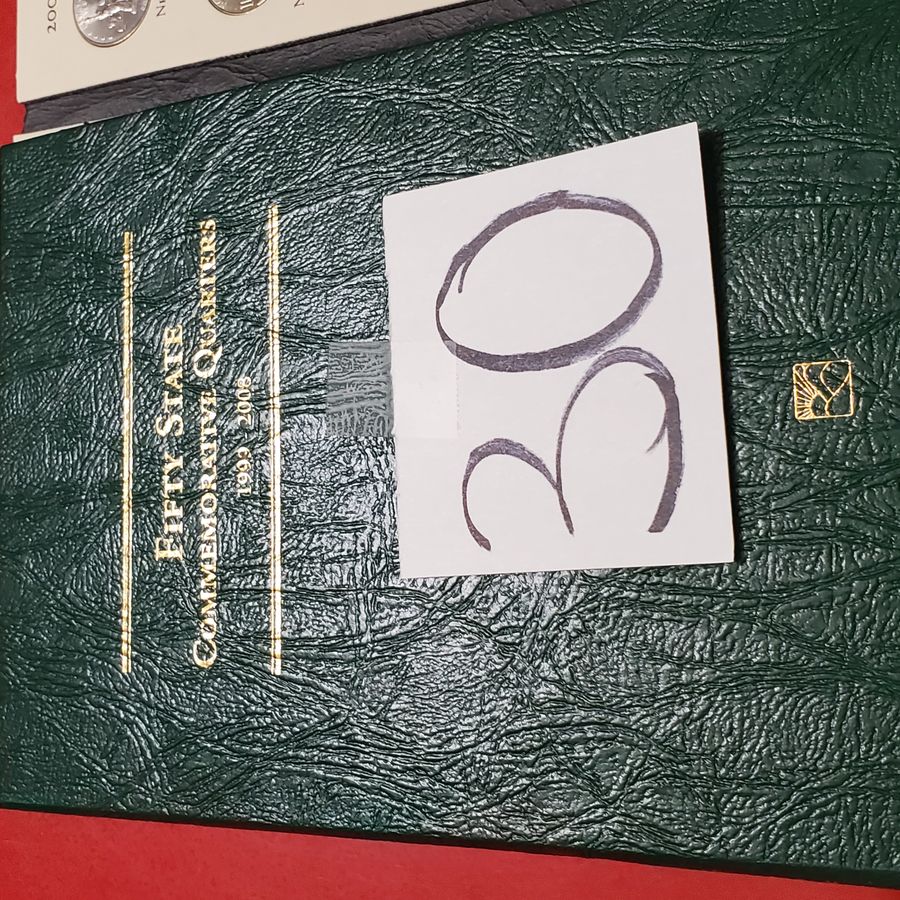 FIFTY STATE
COMMEMORATIVE QUARTERS
1999 2008
30